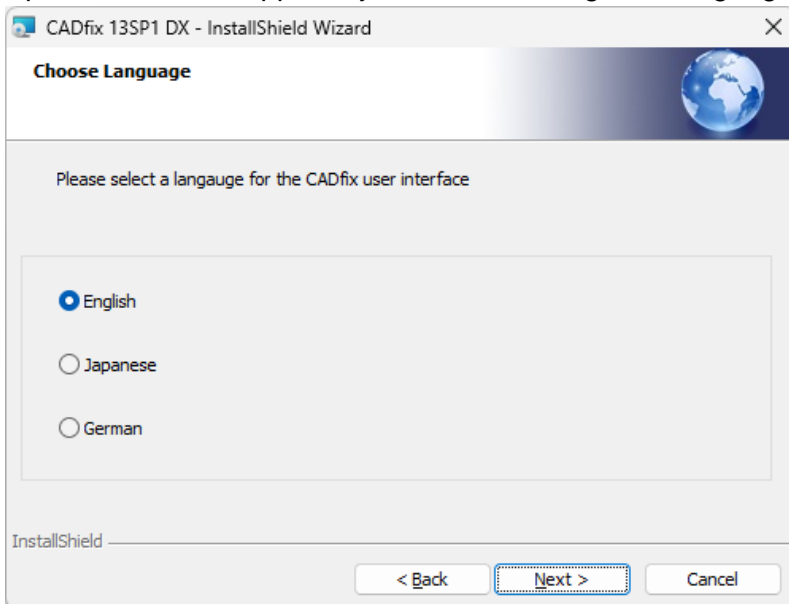 CADfix 13SP1 DX - InstallShield Wizard
Choose Language
Please select a langauge for the CADfix user interface
English
Japanese
German
InstallShield
< Back Next > Cancel